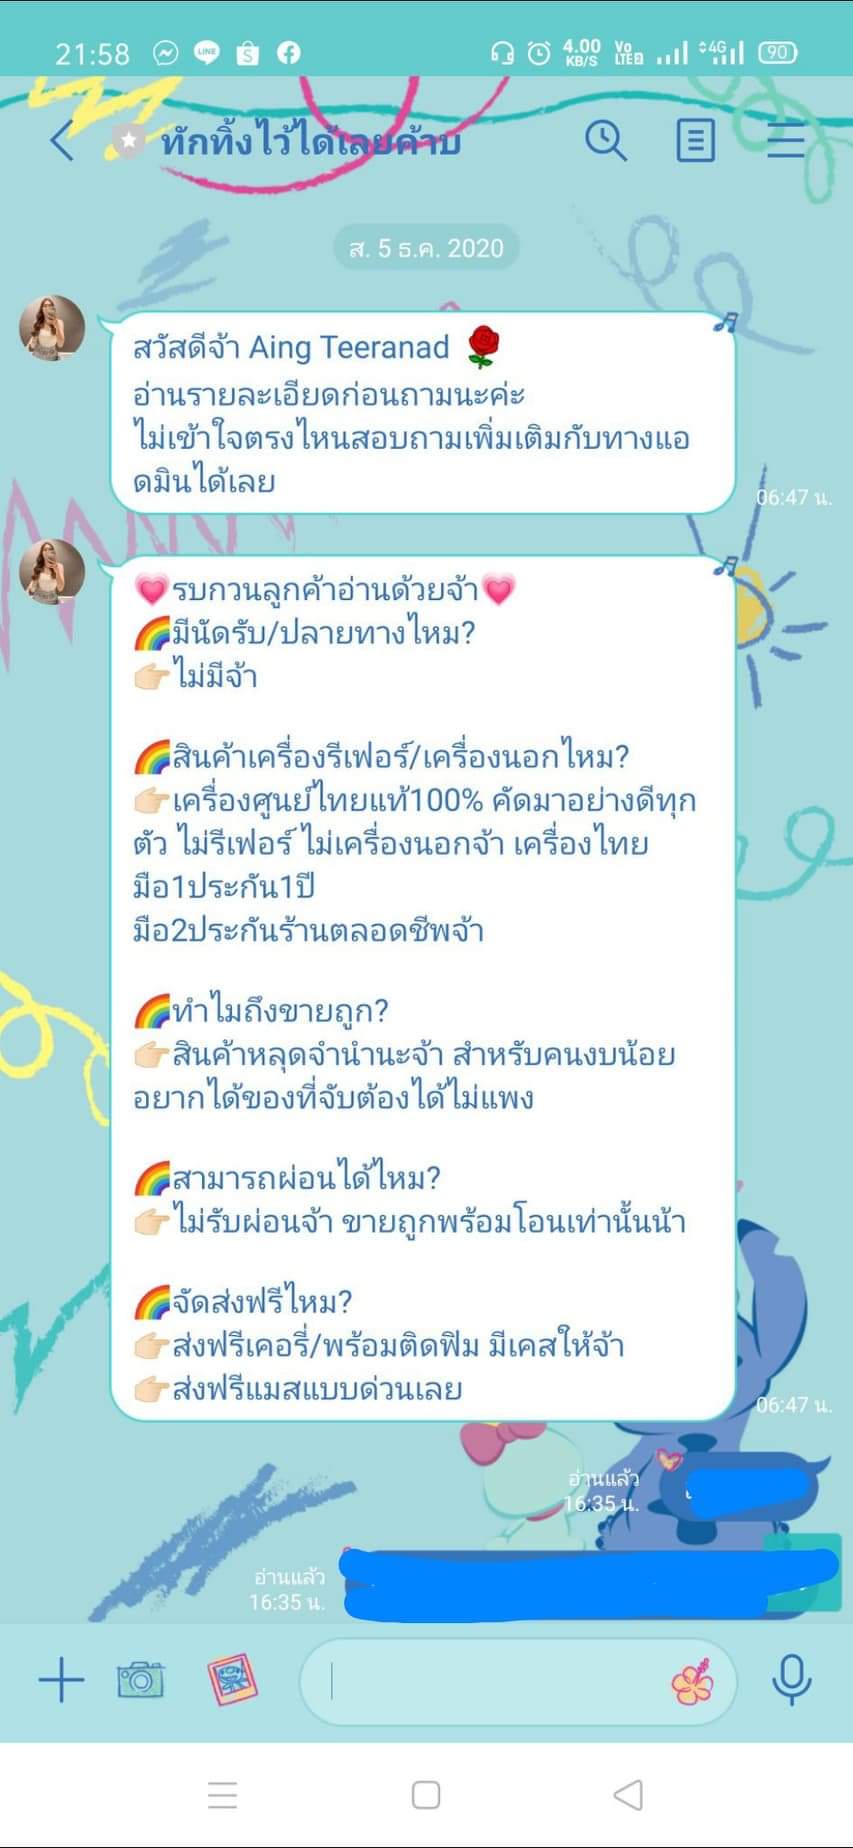 21:58
LINE
4.00
KB/S
Vo
LTE2
4G
90
ทักทิ้งไว้ได้เลยค้าบ
ส. 5 ธ.ค. 2020
สวัสดีจ้า Aing Teeranad 🌹
อ่านรายละเอียดก่อนถามนะค่ะ
ไม่เข้าใจตรงไหนสอบถามเพิ่มเติมกับทางแอ
ดมินได้เลย
06:47 น.
💗รบกวนลูกค้าอ่านด้วยจ้า💗
🌈มีนัดรับ/ปลายทางไหม?
👉🏻ไม่มีจ้า
🌈สินค้าเครื่องรีเฟอร์/เครื่องนอกไหม?
👉🏻เครื่องศูนย์ไทยแท้100% คัดมาอย่างดีทุก
ตัว ไม่รีเฟอร์ ไม่เครื่องนอกจ้า เครื่องไทย
มือ1ประกัน1ปี
มือ2ประกันร้านตลอดชีพจ้า
🌈ทำไมถึงขายถูก?
👉🏻สินค้าหลุดจำนำนะจ้า สำหรับคนงบน้อย
อยากได้ของที่จับต้องได้ไม่แพง
🌈สามารถผ่อนได้ไหม?
👉🏻ไม่รับผ่อนจ้า ขายถูกพร้อมโอนเท่านั้นน้า
🌈จัดส่งฟรีไหม?
👉🏻ส่งฟรีเคอรี่/พร้อมติดฟิม มีเคสให้จ้า
👉🏻ส่งฟรีแมสแบบด่วนเลย
06:47 น.
อ่านแล้ว
16:35 น.
อ่านแล้ว
16:35 น.